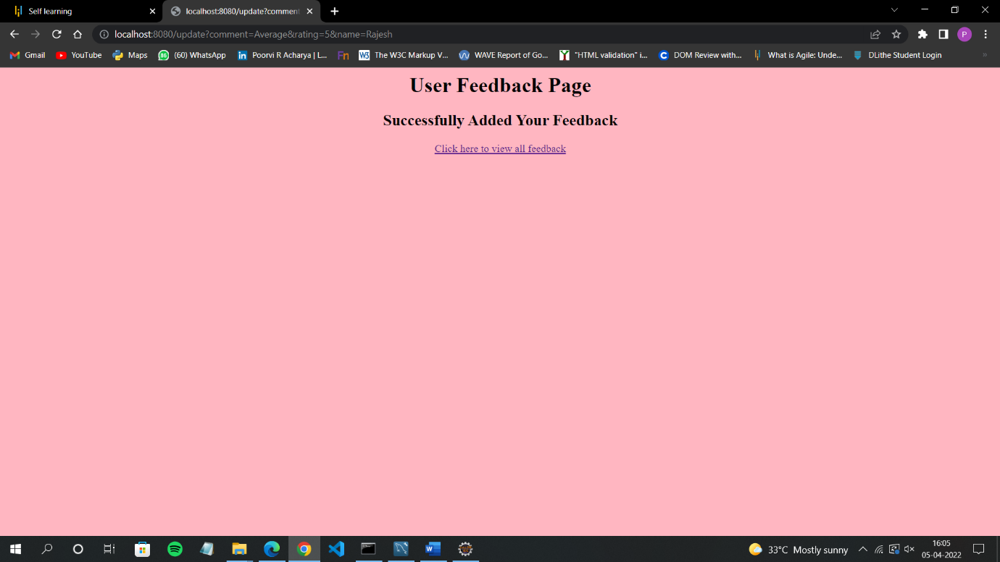 Self learning
localhost:8080/update?comment
localhost:8080/update?comment=Average&rating=5&name=Rajesh
P
Gmail YouTube Maps (60) WhatsApp Poorvi R Acharya | L... Fn The W3C Markup V... WAVE Report of Go... "HTML validation" i... DOM Review with... What is Agile: Unde... DLithe Student Login
User Feedback Page
Successfully Added Your Feedback
Click here to view all feedback
33°C Mostly sunny
16:05
05-04-2022